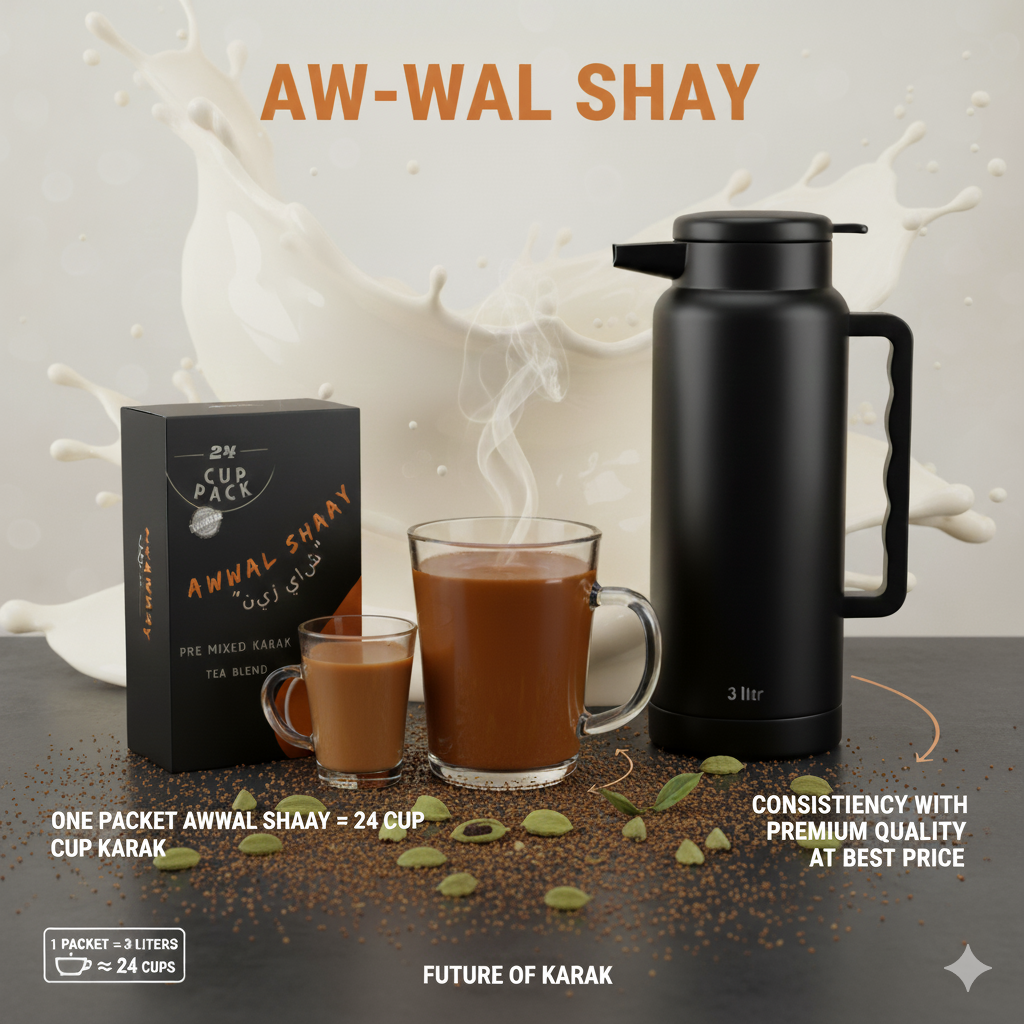 AW-WAL SHAY
24
CUP
PACK
AWWAL SHAAY
"شاي زين"
PRE MIXED KARAK
TEA BLEND
3 litr
ONE PACKET AWWAL SHAAY = 24 CUP
CUP KARAK
CONSISTIENCY WITH
PREMIUM QUALITY
AT BEST PRICE
1 PACKET = 3 LITERS
≈ 24 CUPS
FUTURE OF KARAK